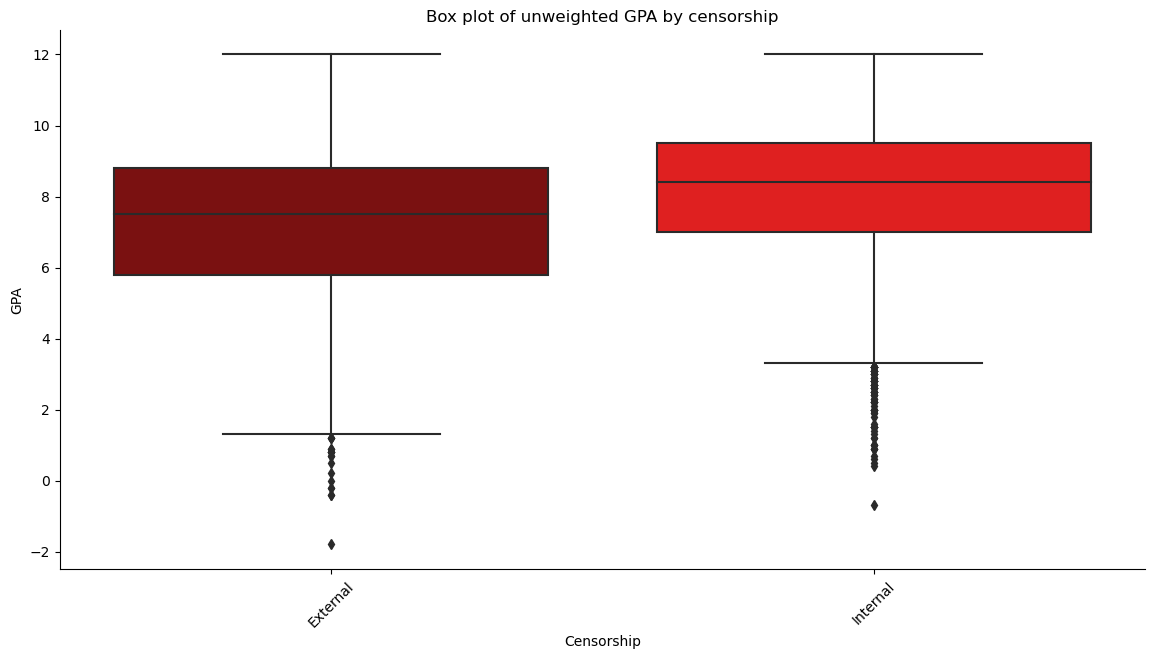 Box plot of unweighted GPA by censorship
GPA
12
10
8
6
4
2
0
−2
External
Internal
Censorship